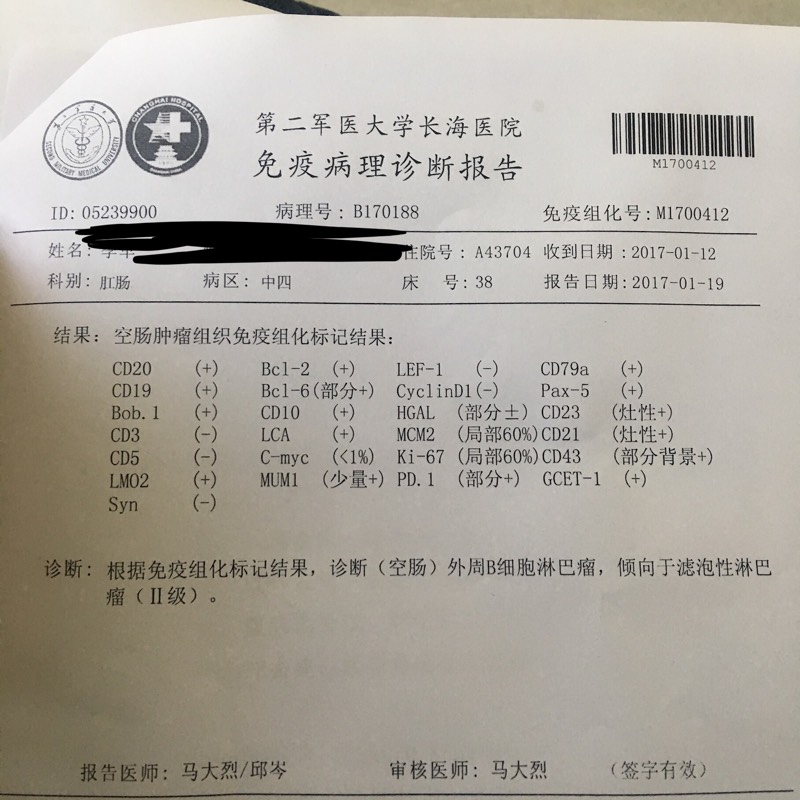 CHANGHAI HOSPITAL
SECOND MILITARY MEDICAL UNIVERSITY
第二军医大学长海医院
免疫病理诊断报告
M1700412
ID: 05239900 病理号: B170188 免疫组化号: M1700412
姓名: 住院号: A43704 收到日期: 2017-01-12
科别: 肛肠 病区: 中四 床 号: 38 报告日期: 2017-01-19
结果: 空肠肿瘤组织免疫组化标记结果:
CD20 (+) Bcl-2 (+) LEF-1 (-) CD79a (+)
CD19 (+) Bcl-6(部分+) CyclinD1(-) Pax-5 (+)
Bob.1 (+) CD10 (+) HGAL (部分±) CD23 (灶性+)
CD3 (-) LCA (+) MCM2 (局部60%) CD21 (灶性+)
CD5 (-) C-myc (<1%) Ki-67 (局部60%) CD43 (部分背景+)
LMO2 (+) MUM1 (少量+) PD.1 (部分+) GCET-1 (+)
Syn (-)
诊断: 根据免疫组化标记结果，诊断（空肠）外周B细胞淋巴瘤，倾向于滤泡性淋巴
瘤（Ⅱ级）。
报告医师: 马大烈/邱岑 审核医师: 马大烈 （签字有效）